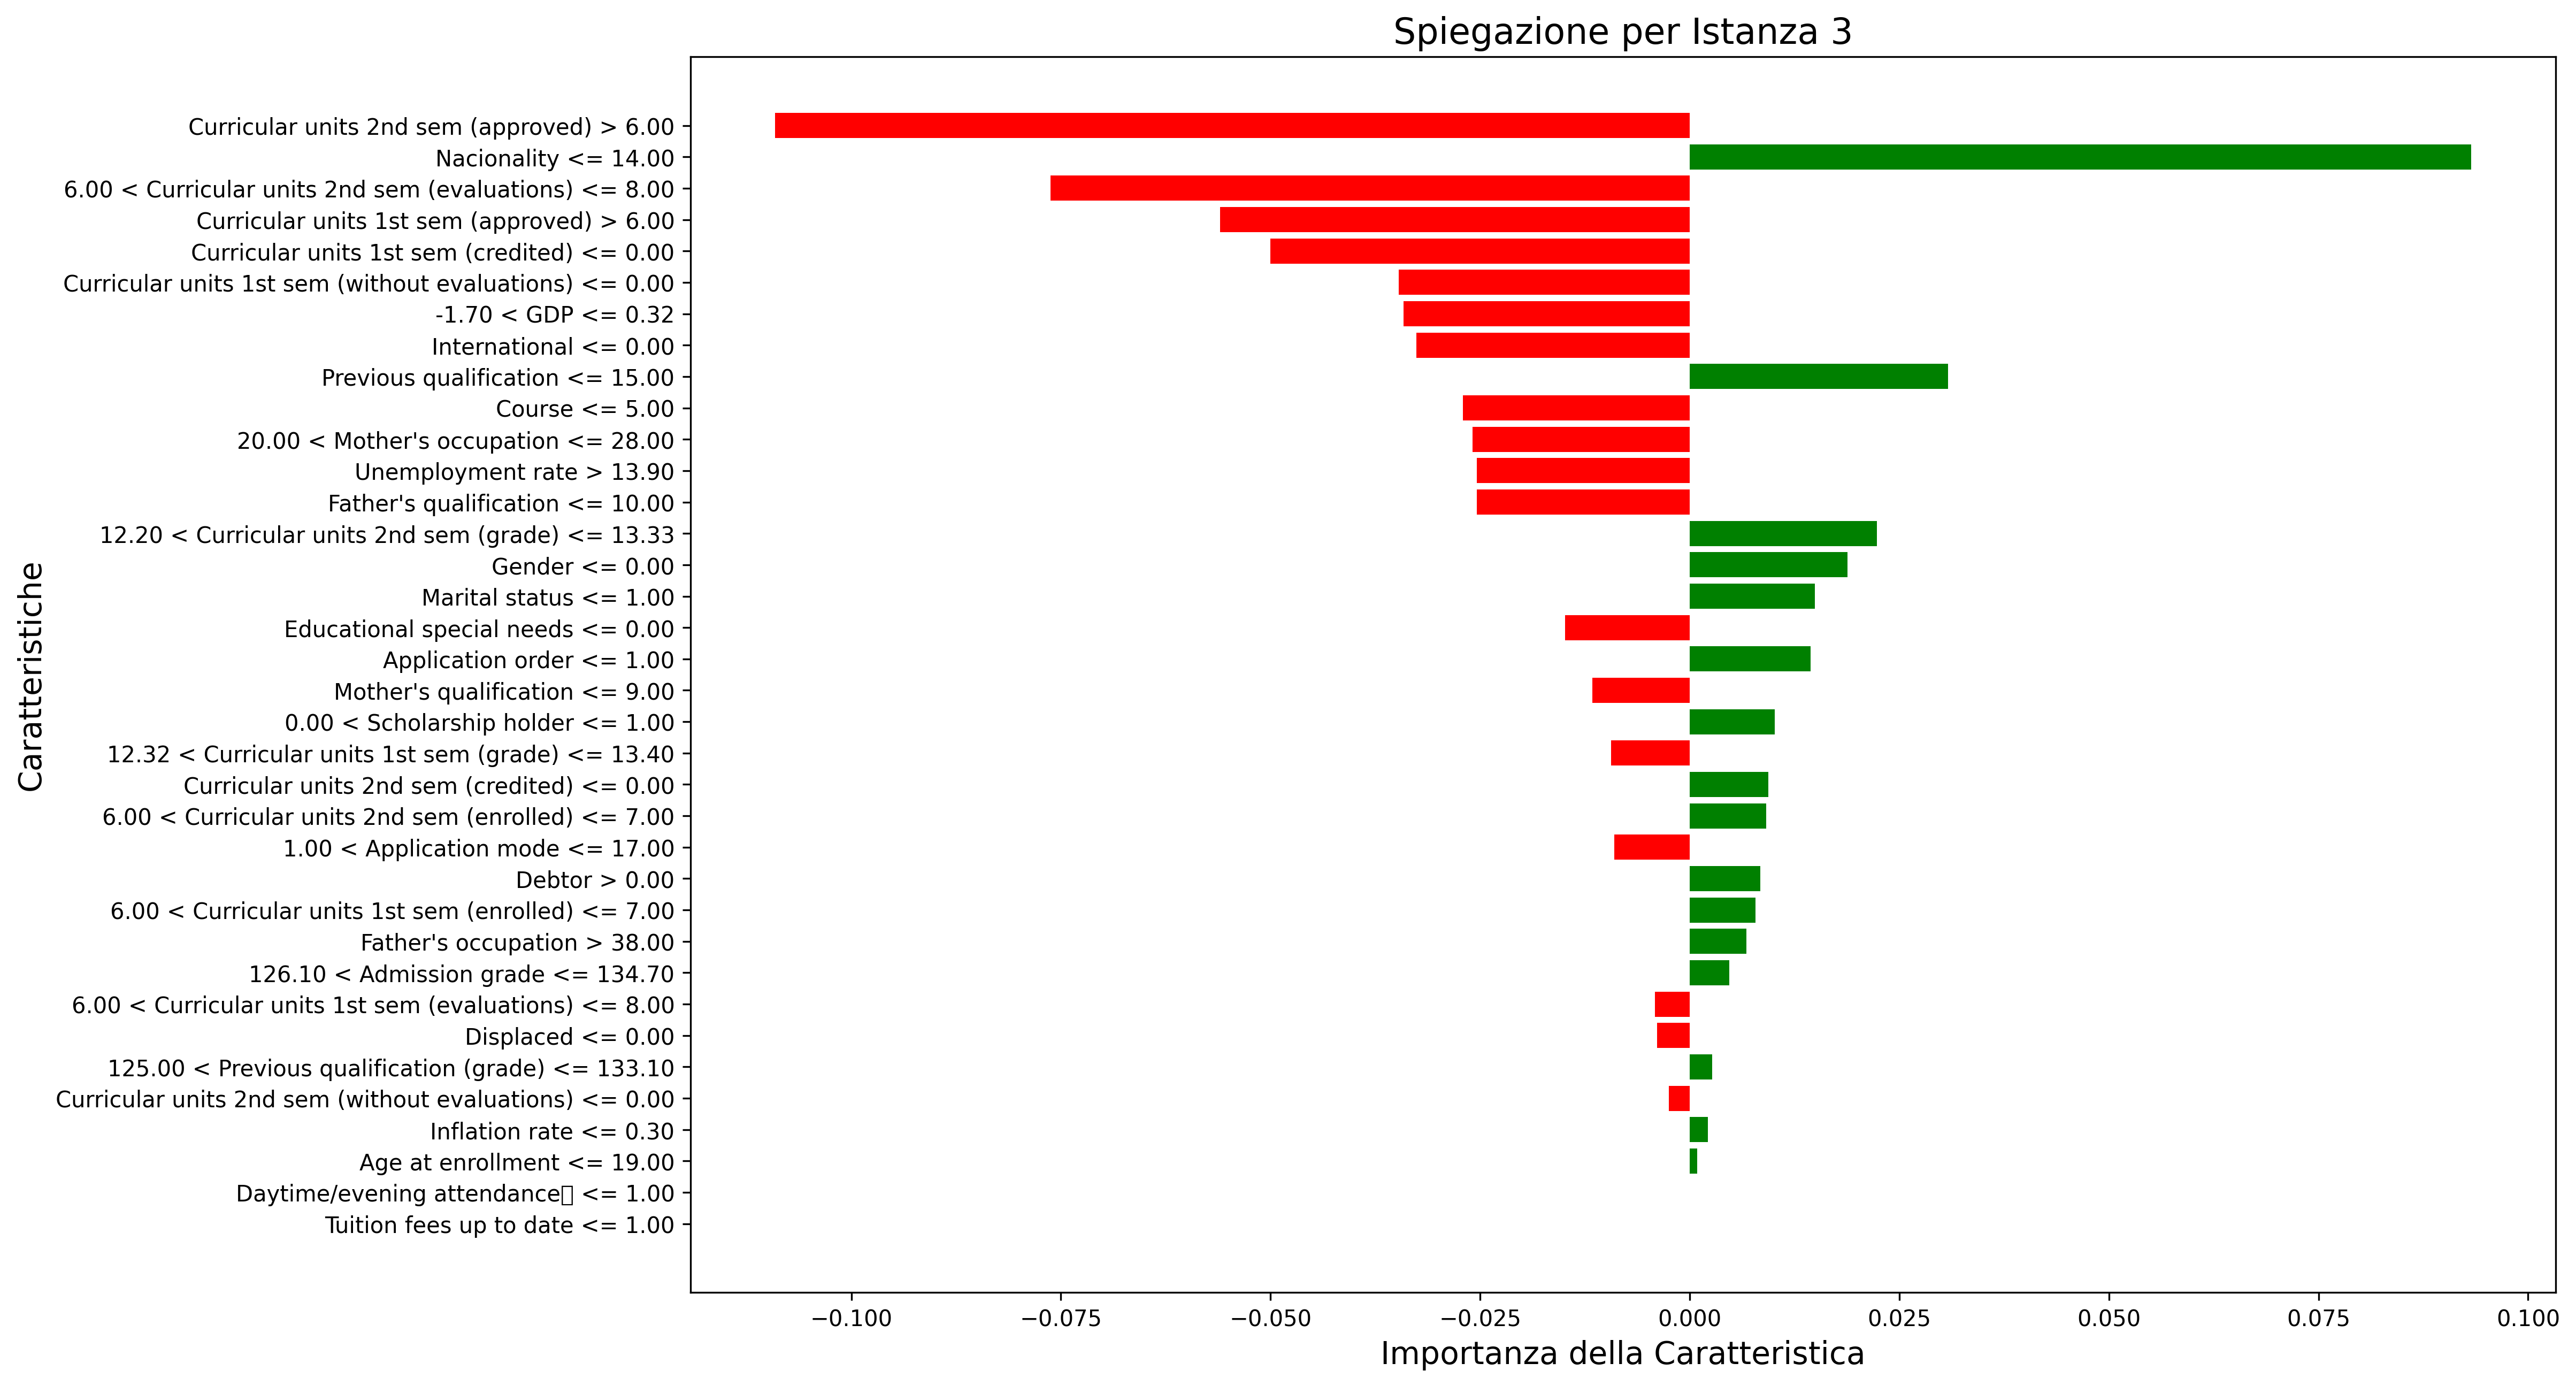 Spiegazione per Istanza 3
Caratteristiche
Curricular units 2nd sem (approved) > 6.00
Nacionality <= 14.00
6.00 < Curricular units 2nd sem (evaluations) <= 8.00
Curricular units 1st sem (approved) > 6.00
Curricular units 1st sem (credited) <= 0.00
Curricular units 1st sem (without evaluations) <= 0.00
-1.70 < GDP <= 0.32
International <= 0.00
Previous qualification <= 15.00
Course <= 5.00
20.00 < Mother's occupation <= 28.00
Unemployment rate > 13.90
Father's qualification <= 10.00
12.20 < Curricular units 2nd sem (grade) <= 13.33
Gender <= 0.00
Marital status <= 1.00
Educational special needs <= 0.00
Application order <= 1.00
Mother's qualification <= 9.00
0.00 < Scholarship holder <= 1.00
12.32 < Curricular units 1st sem (grade) <= 13.40
Curricular units 2nd sem (credited) <= 0.00
6.00 < Curricular units 2nd sem (enrolled) <= 7.00
1.00 < Application mode <= 17.00
Debtor > 0.00
6.00 < Curricular units 1st sem (enrolled) <= 7.00
Father's occupation > 38.00
126.10 < Admission grade <= 134.70
6.00 < Curricular units 1st sem (evaluations) <= 8.00
Displaced <= 0.00
125.00 < Previous qualification (grade) <= 133.10
Curricular units 2nd sem (without evaluations) <= 0.00
Inflation rate <= 0.30
Age at enrollment <= 19.00
Daytime/evening attendance▯ <= 1.00
Tuition fees up to date <= 1.00
−0.100 −0.075 −0.050 −0.025 0.000 0.025 0.050 0.075 0.100
Importanza della Caratteristica